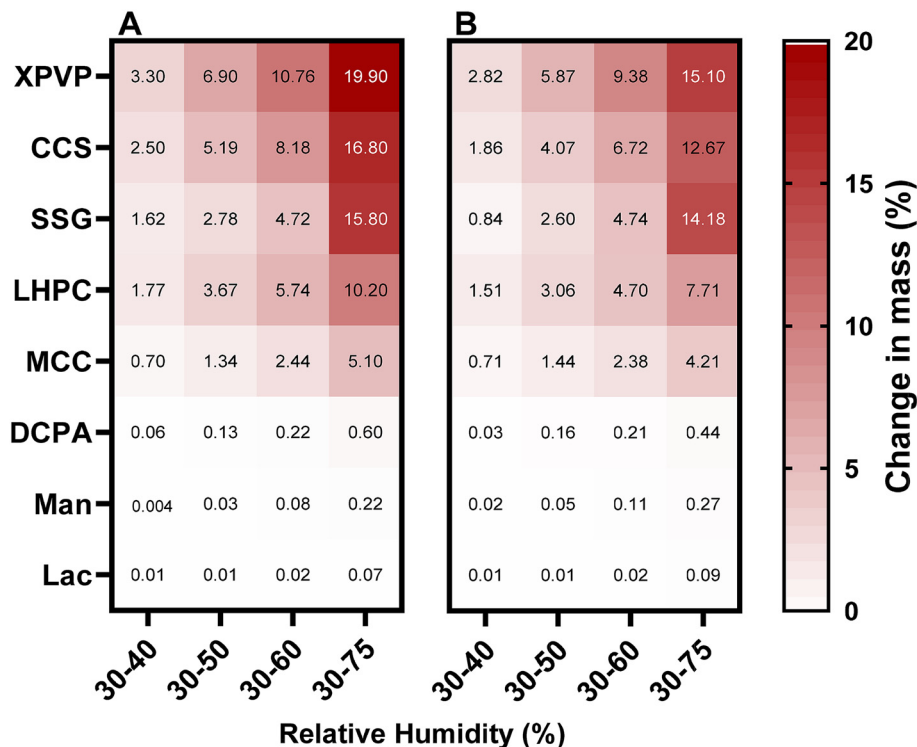 A B
XPVP 3.30 6.90 10.76 19.90 2.82 5.87 9.38 15.10
CCS 2.50 5.19 8.18 16.80 1.86 4.07 6.72 12.67
SSG 1.62 2.78 4.72 15.80 0.84 2.60 4.74 14.18
LHPC 1.77 3.67 5.74 10.20 1.51 3.06 4.70 7.71
MCC 0.70 1.34 2.44 5.10 0.71 1.44 2.38 4.21
DCPA 0.06 0.13 0.22 0.60 0.03 0.16 0.21 0.44
Man 0.004 0.03 0.08 0.22 0.02 0.05 0.11 0.27
Lac 0.01 0.01 0.02 0.07 0.01 0.01 0.02 0.09
30-40 30-50 30-60 30-75 30-40 30-50 30-60 30-75
Relative Humidity (%)
20
15
10
5
0
Change in mass (%)